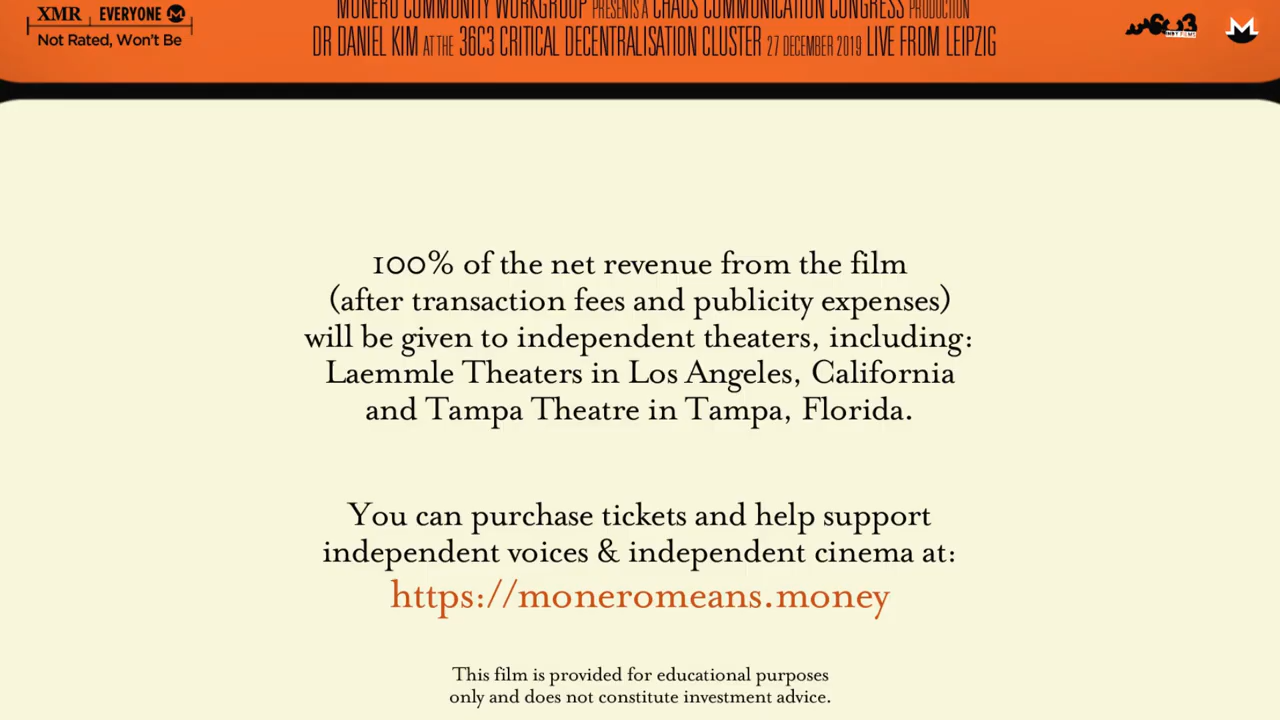 XMR EVERYONE
Not Rated, Won't Be
MONERO COMMUNITY WORKGROUP PRESENTS A CHAOS COMMUNICATION CONGRESS PRODUCTION
DR DANIEL KIM AT THE 36C3 CRITICAL DECENTRALISATION CLUSTER 27 DECEMBER 2019 LIVE FROM LEIPZIG
100% of the net revenue from the film
(after transaction fees and publicity expenses)
will be given to independent theaters, including:
Laemmle Theaters in Los Angeles, California
and Tampa Theatre in Tampa, Florida.
You can purchase tickets and help support
independent voices & independent cinema at:
https://moneromeans.money
This film is provided for educational purposes
only and does not constitute investment advice.